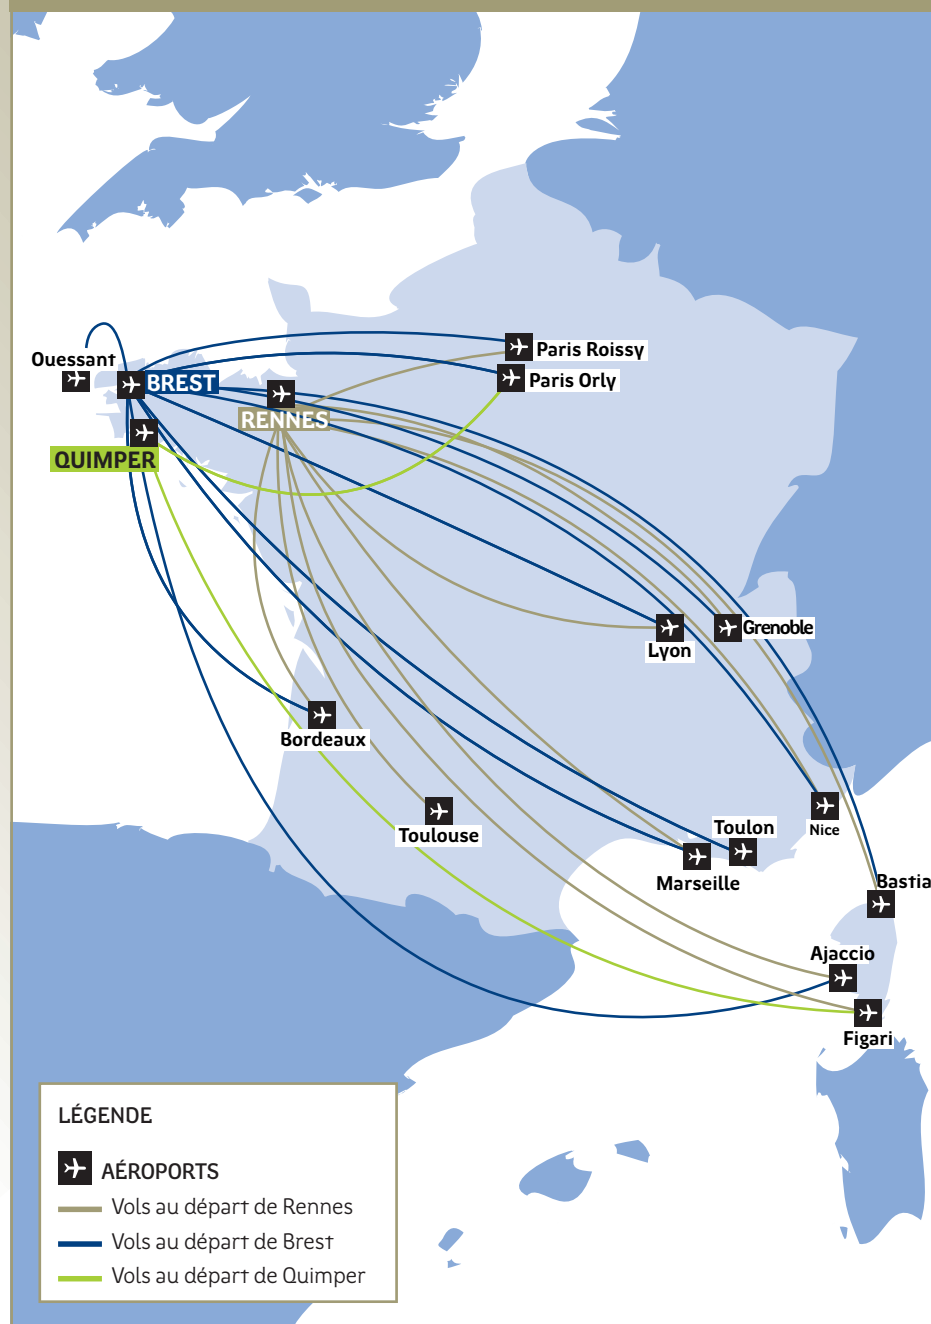 Paris Roissy
Ouessant
Paris Orly
BREST
RENNES
QUIMPER
Grenoble
Lyon
Bordeaux
Nice
Toulouse
Toulon
Marseille
Bastia
Ajaccio
Figari
LÉGENDE
AÉROPORTS
Vols au départ de Rennes
Vols au départ de Brest
Vols au départ de Quimper